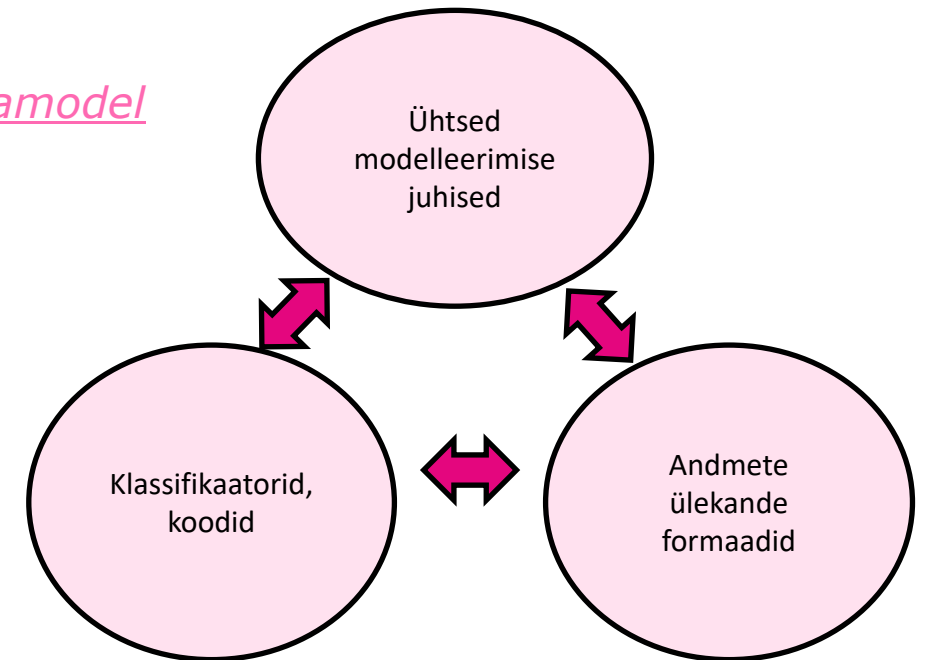 amodel
Ühtsed
modelleerimise
juhised
Klassifikaatorid,
koodid
Andmete
ülekande
formaadid